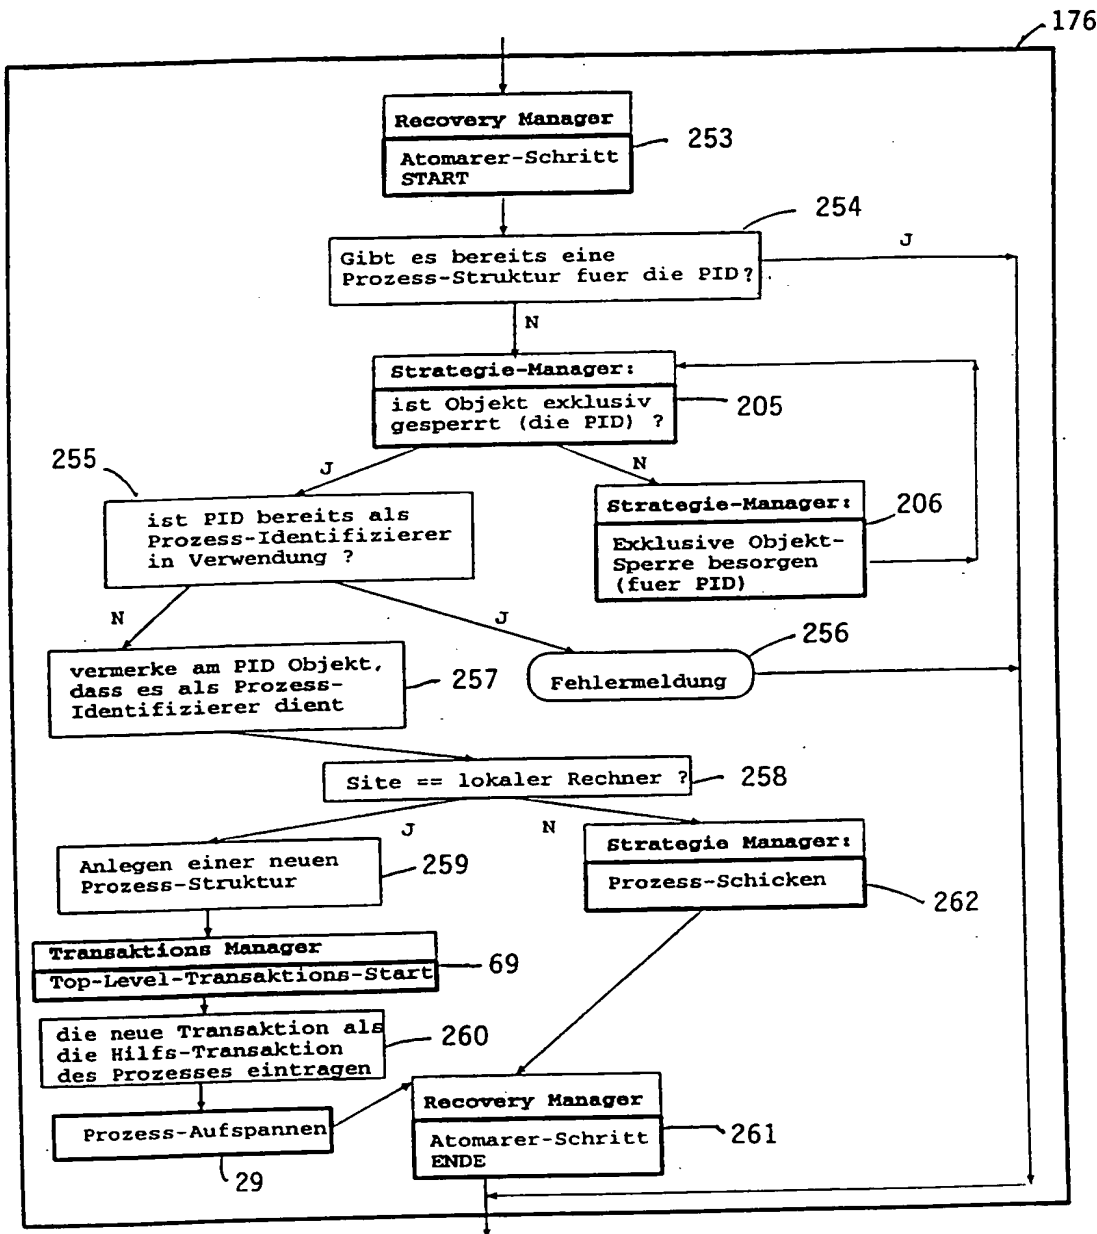 176
Recovery Manager
Atomarer-Schritt
START
253
254
Gibt es bereits eine
Prozess-Struktur fuer die PID?
J
N
Strategie-Manager:
ist Objekt exklusiv
gesperrt (die PID) ?
205
255
J
N
ist PID bereits als
Prozess-Identifizierer
in Verwendung ?
Strategie-Manager:
Exklusive Objekt-
Sperre besorgen
(fuer PID)
206
N
J
256
vermerke am PID Objekt,
dass es als Prozess-
Identifizierer dient
257
Fehlermeldung
Site == lokaler Rechner ?
258
J
N
Anlegen einer neuen
Prozess-Struktur
259
Strategie Manager:
Prozess-Schicken
262
Transaktions Manager
Top-Level-Transaktions-Start
69
die neue Transaktion als
die Hilfs-Transaktion
des Prozesses eintragen
260
Prozess-Aufspannen
29
Recovery Manager
Atomarer-Schritt
ENDE
261